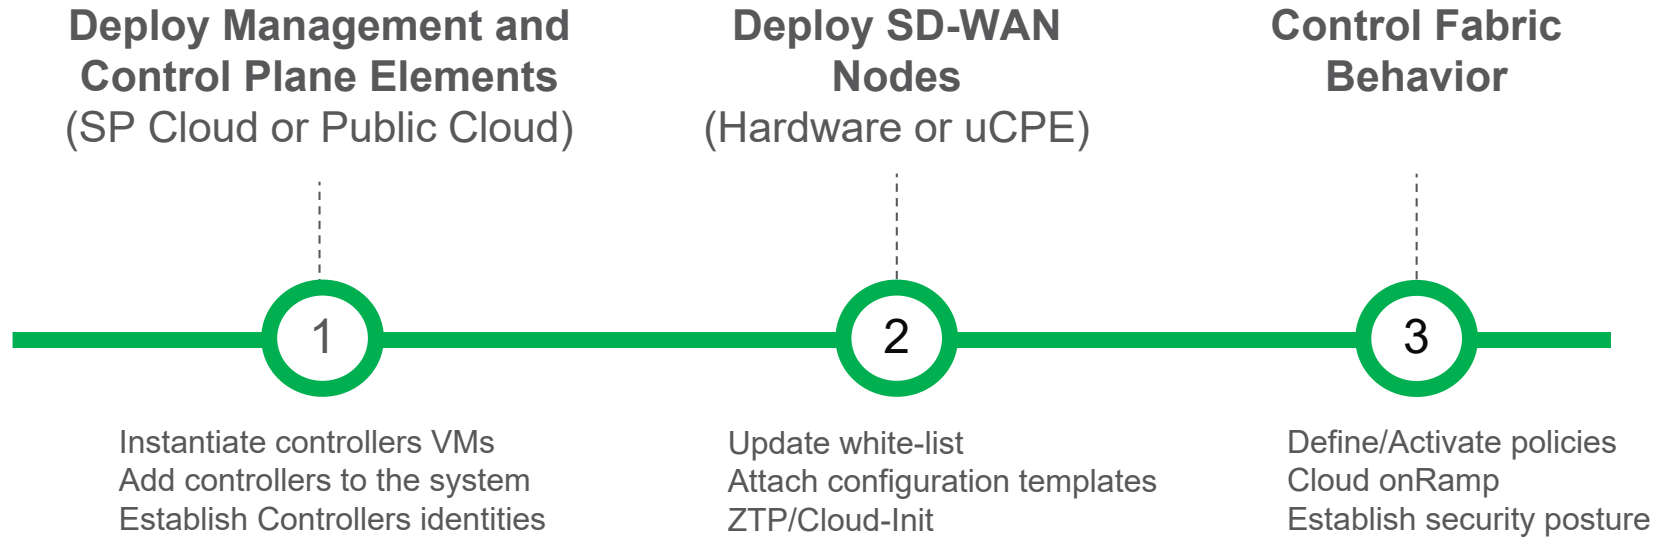 Deploy Management and
Control Plane Elements
(SP Cloud or Public Cloud)
1
Instantiate controllers VMs
Add controllers to the system
Establish Controllers identities
Deploy SD-WAN
Nodes
(Hardware or uCPE)
2
Update white-list
Attach configuration templates
ZTP/Cloud-Init
Control Fabric
Behavior
3
Define/Activate policies
Cloud onRamp
Establish security posture